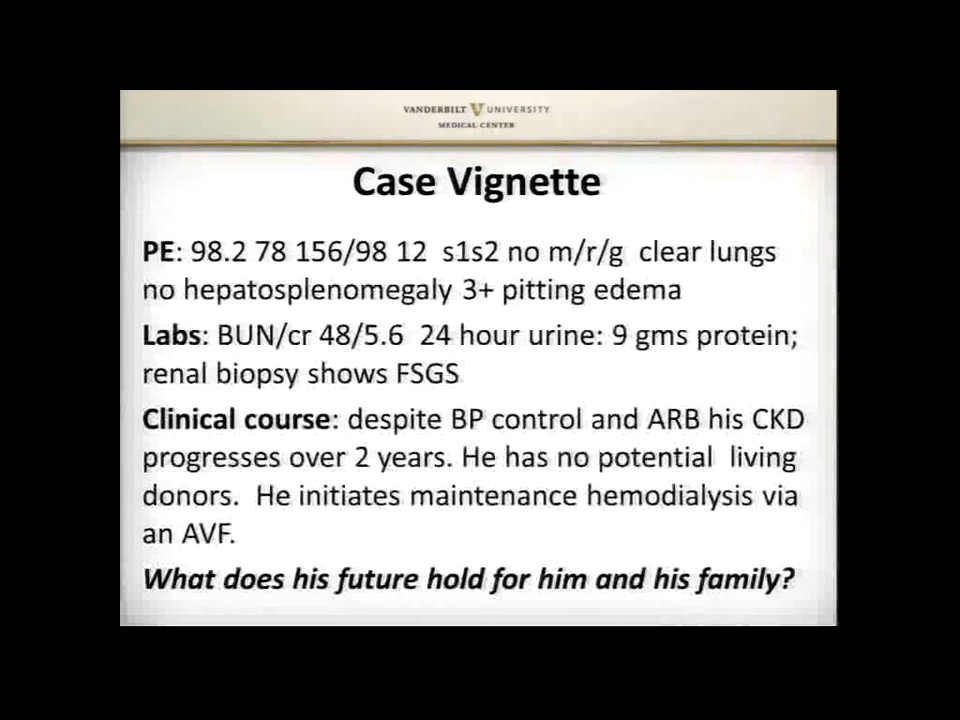 VANDERBILT UNIVERSITY
MEDICAL CENTER
Case Vignette
PE: 98.2 78 156/98 12 s1s2 no m/r/g clear lungs
no hepatosplenomegaly 3+ pitting edema
Labs: BUN/cr 48/5.6 24 hour urine: 9 gms protein;
renal biopsy shows FSGS
Clinical course: despite BP control and ARB his CKD
progresses over 2 years. He has no potential living
donors. He initiates maintenance hemodialysis via
an AVF.
What does his future hold for him and his family?